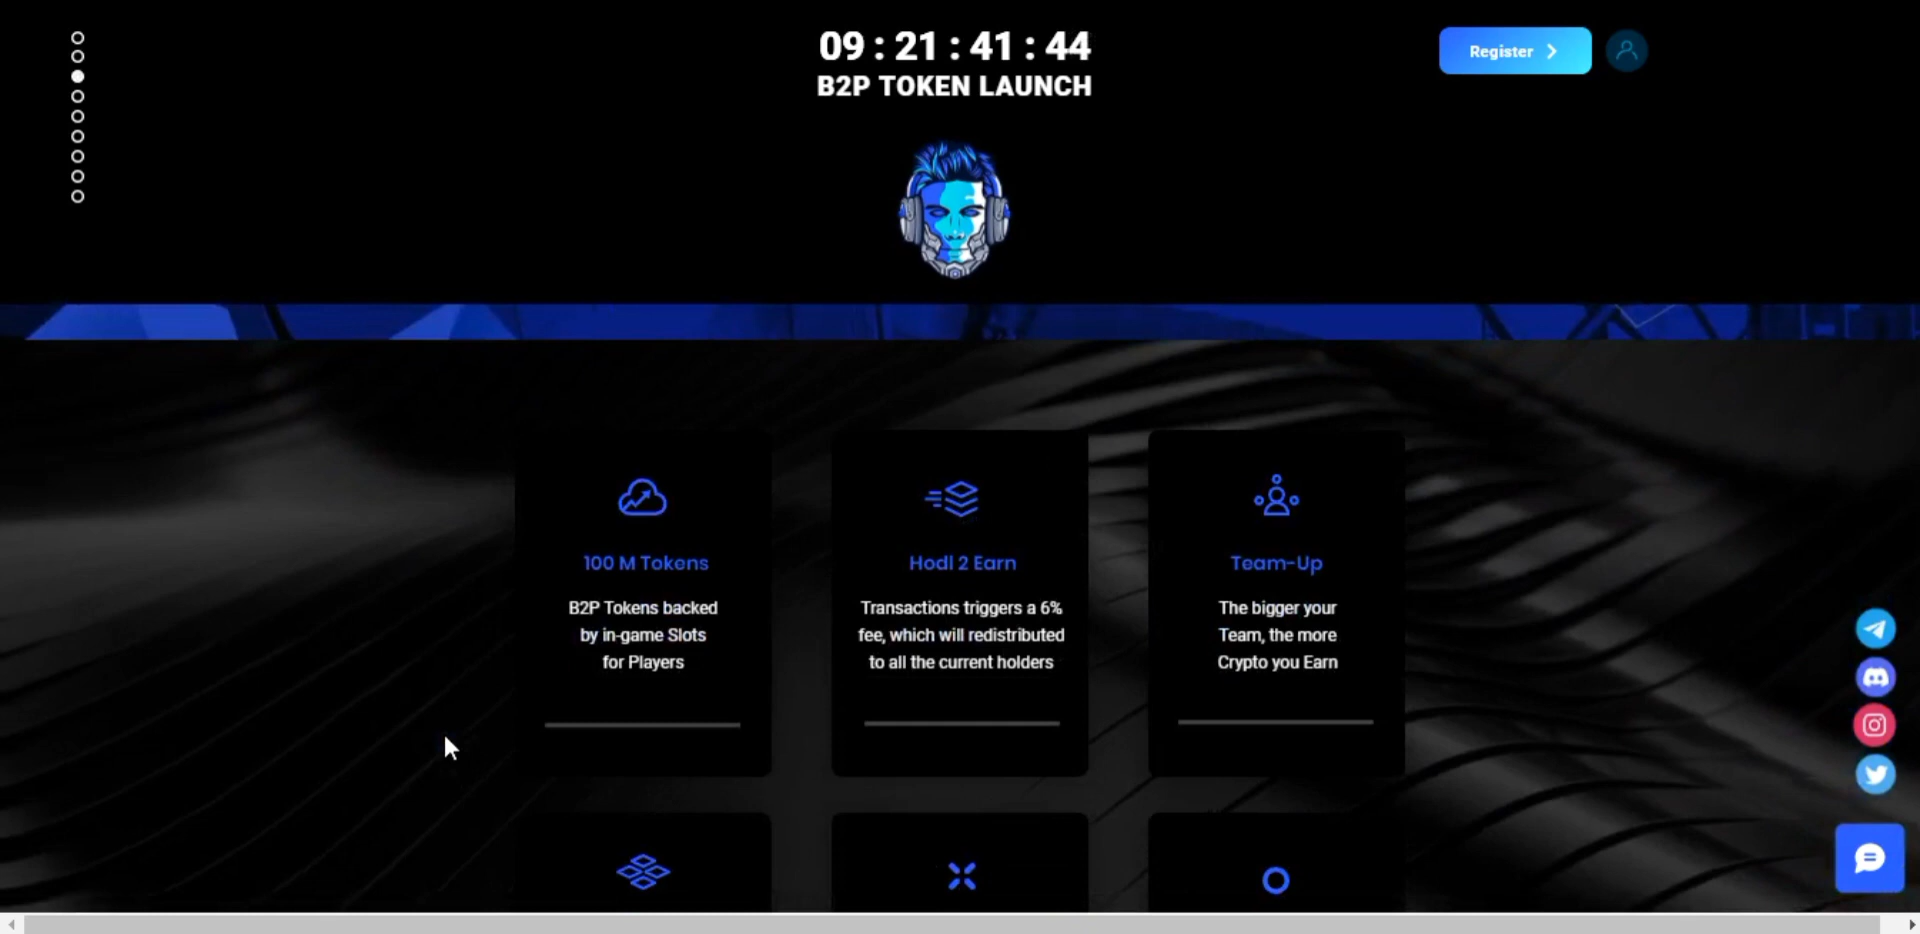 09 : 21 : 41 : 44
B2P TOKEN LAUNCH
Register
100 M Tokens
B2P Tokens backed
by in-game Slots
for Players
Hodl 2 Earn
Transactions triggers a 6%
fee, which will redistributed
to all the current holders
Team-Up
The bigger your
Team, the more
Crypto you Earn